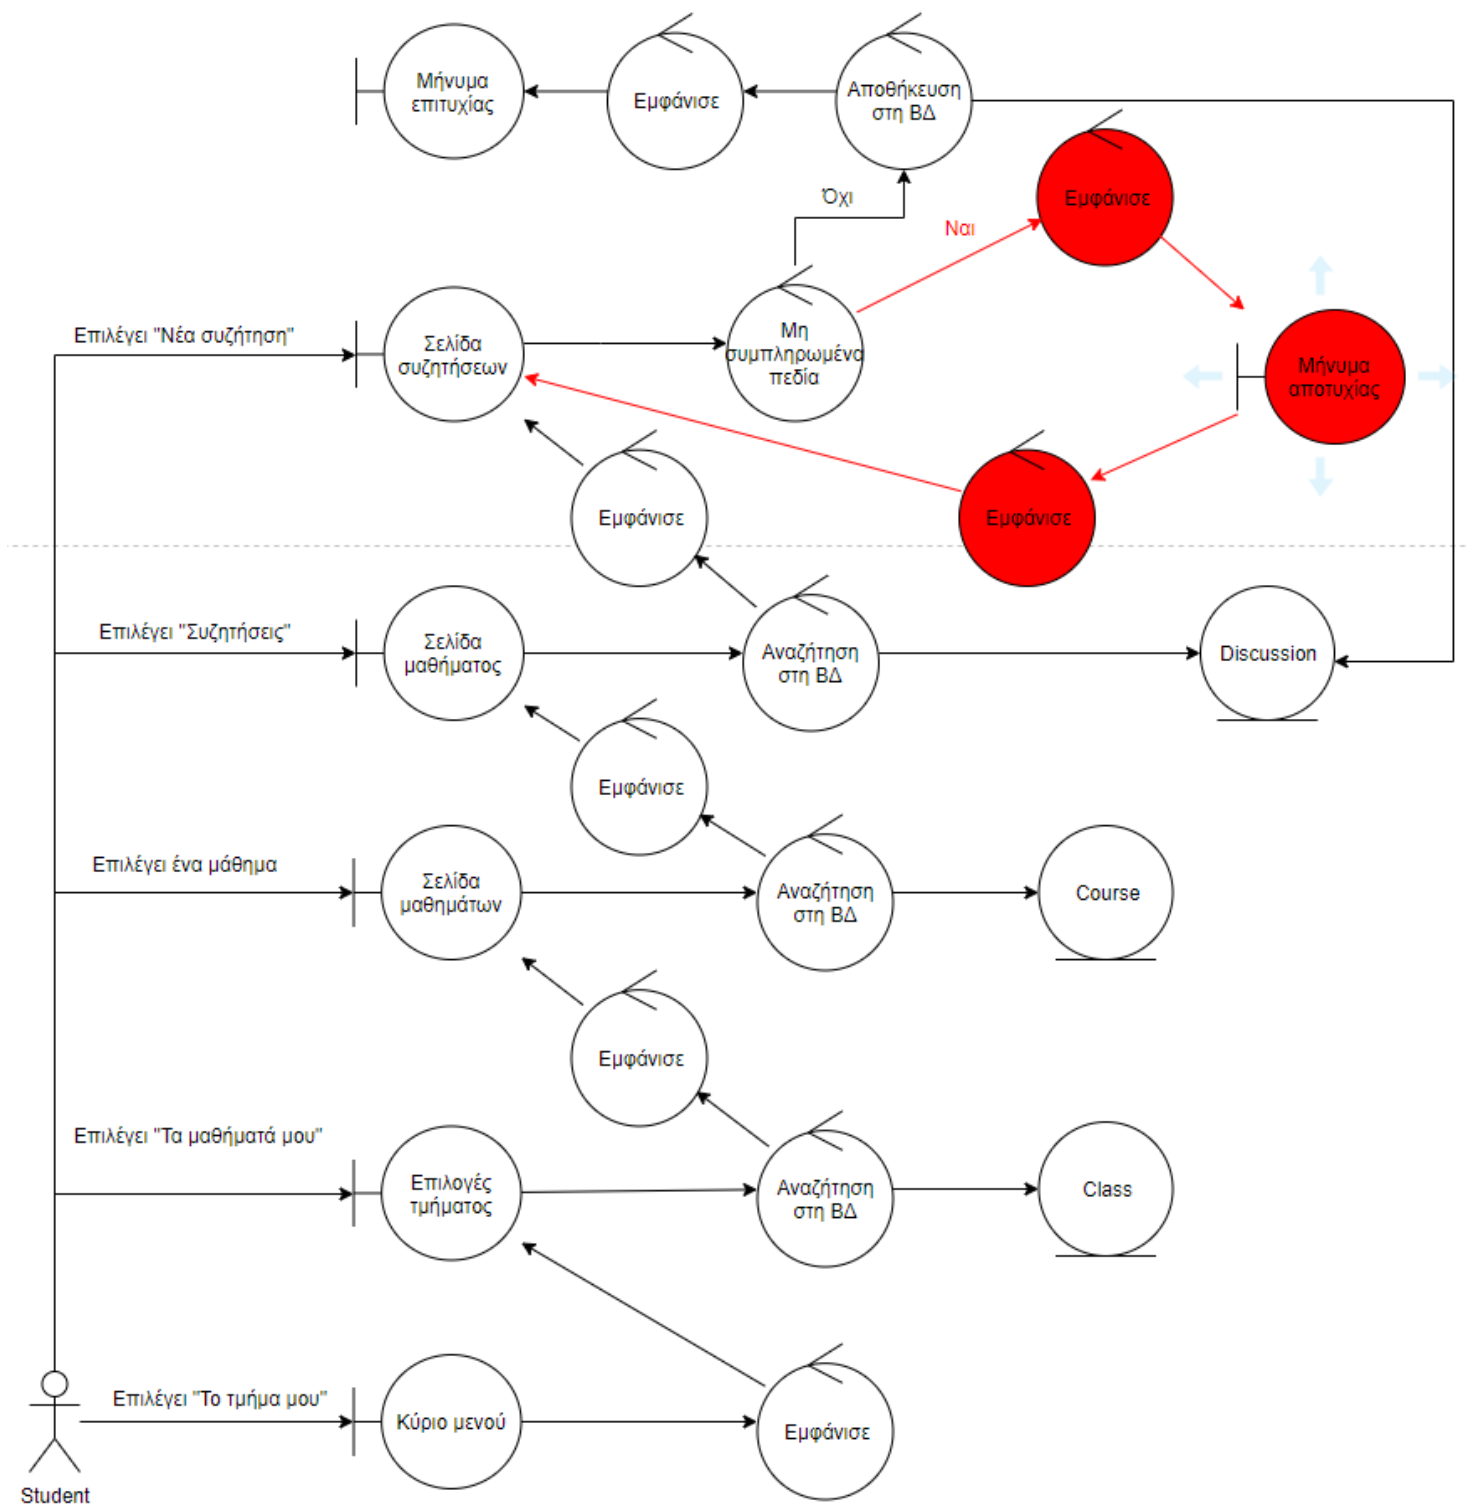 Μήνυμα
επιτυχίας
Εμφάνισε
Αποθήκευση
στη ΒΔ
Όχι
Ναι
Εμφάνισε
Επιλέγει "Νέα συζήτηση"
Σελίδα
συζητήσεων
Μη
συμπληρωμένα
πεδία
Μήνυμα
αποτυχίας
Εμφάνισε
Εμφάνισε
Επιλέγει "Συζητήσεις"
Σελίδα
μαθήματος
Αναζήτηση
στη ΒΔ
Discussion
Εμφάνισε
Επιλέγει ένα μάθημα
Σελίδα
μαθημάτων
Αναζήτηση
στη ΒΔ
Course
Εμφάνισε
Επιλέγει "Τα μαθήματά μου"
Επιλογές
τμήματος
Αναζήτηση
στη ΒΔ
Class
Επιλέγει "Το τμήμα μου"
Κύριο μενού
Εμφάνισε
Student